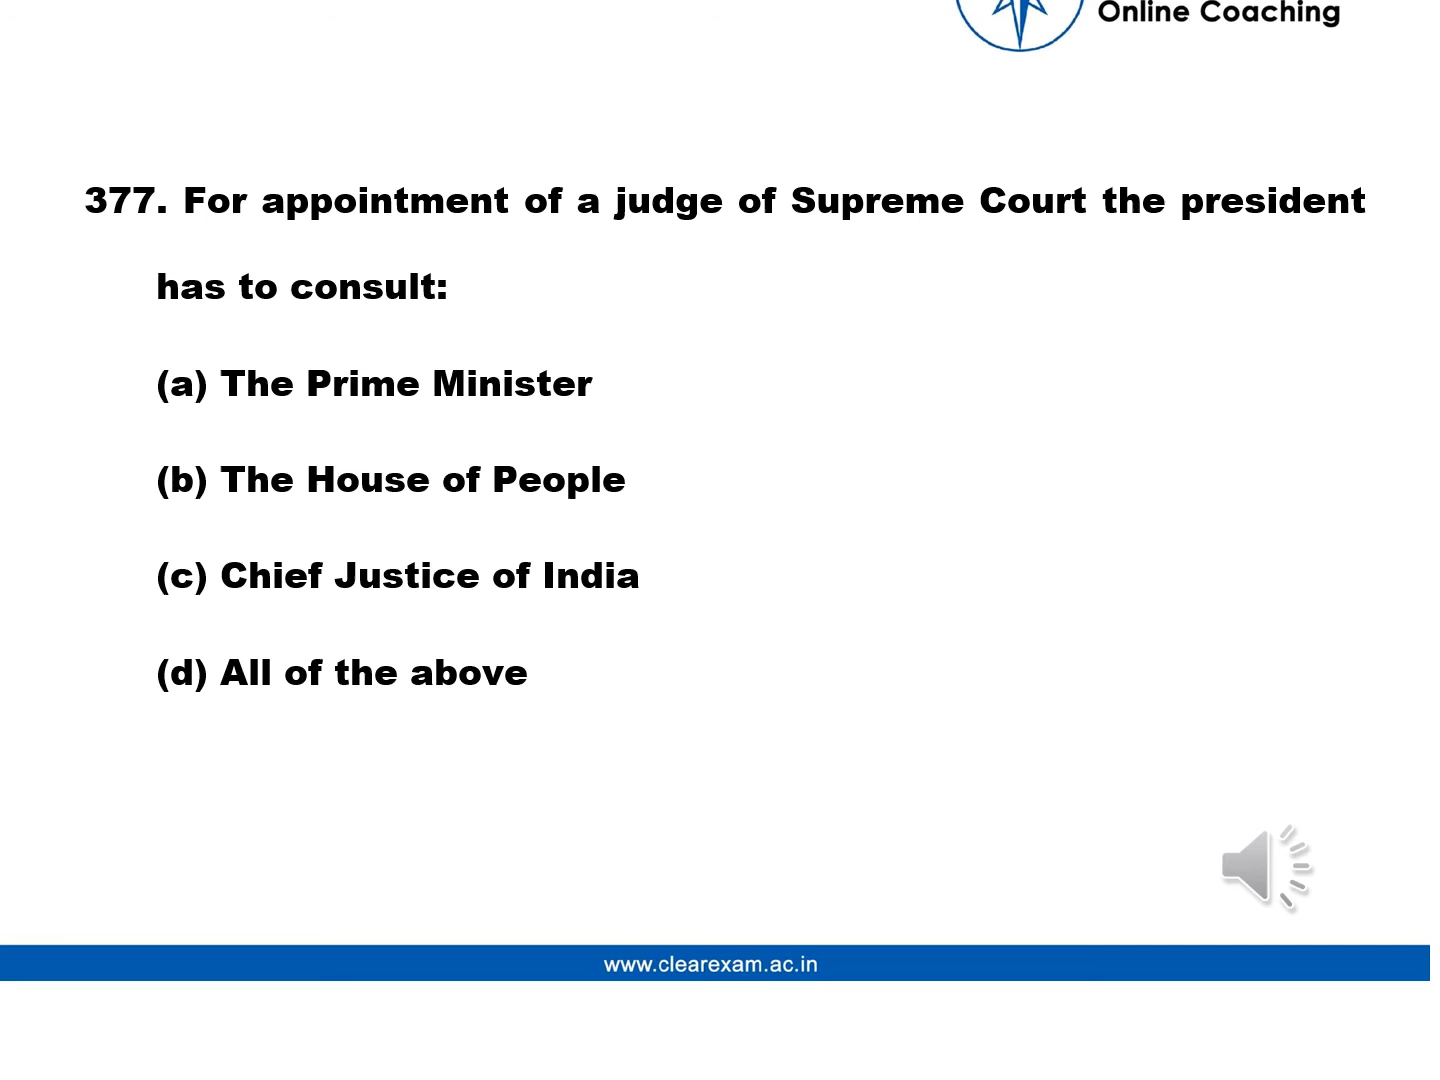 Online Coaching
377. For appointment of a judge of Supreme Court the president
has to consult:
(a) The Prime Minister
(b) The House of People
(c) Chief Justice of India
(d) All of the above
www.clearexam.ac.in